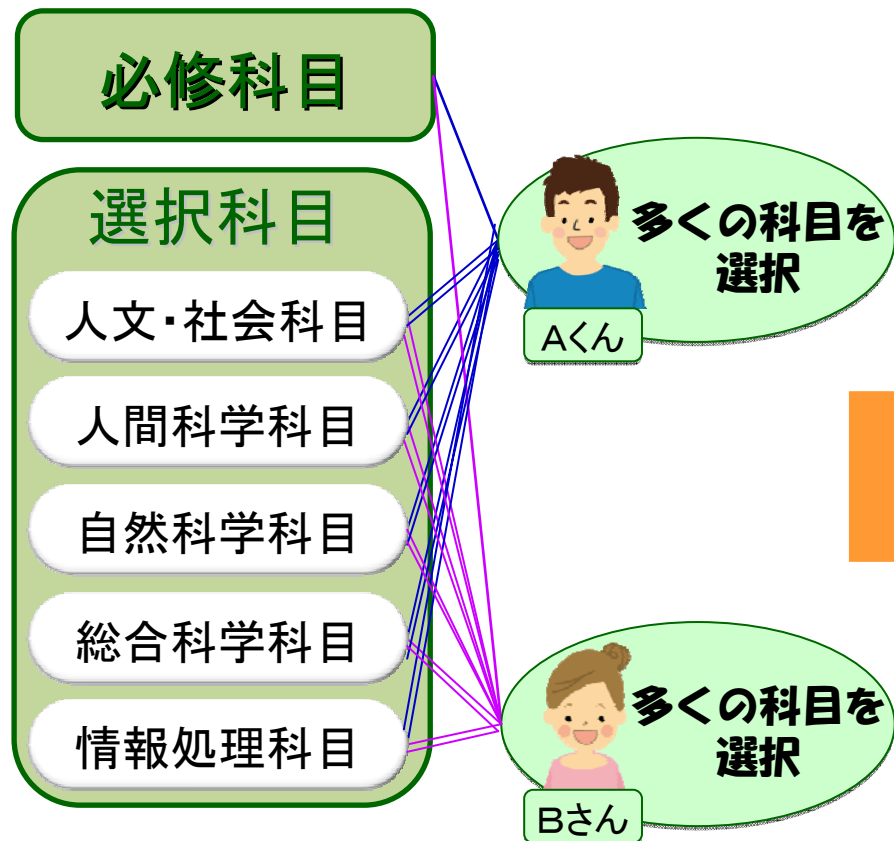 必修科目
選択科目
人文・社会科目
人間科学科目
自然科学科目
総合科学科目
情報処理科目
多くの科目を
選択
Aくん
多くの科目を
選択
Bさん